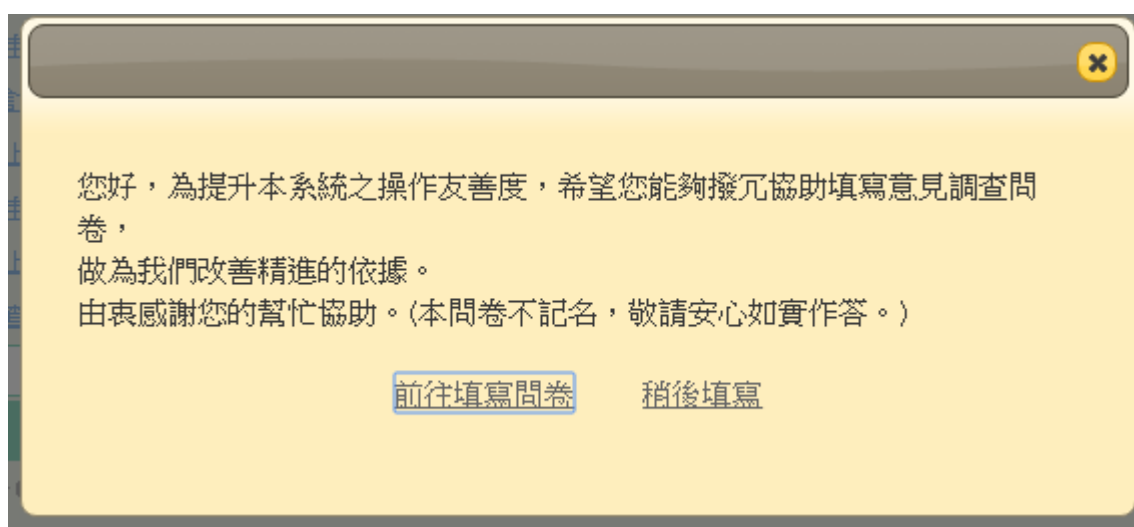 您好，為提升本系統之操作友善度，希望您能夠撥冗協助填寫意見調查問
卷，
做為我們改善精進的依據。
由衷感謝您的幫忙協助。(本問卷不記名，敬請安心如實作答。)
前往填寫問卷 稍後填寫